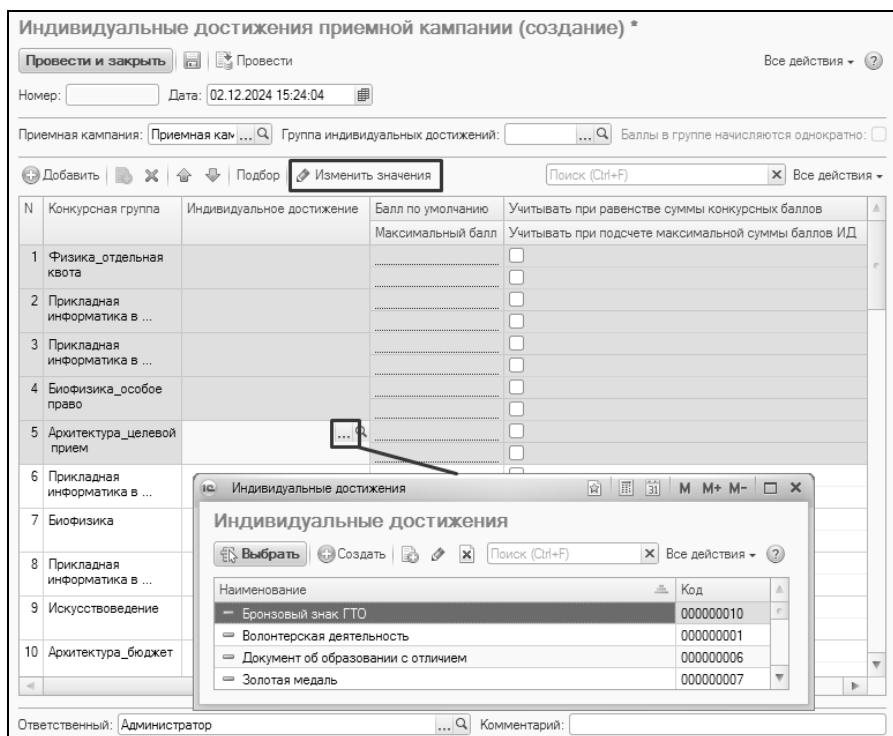 Индивидуальные достижения приемной кампании (создание) *
Провести и закрыть Провести Все действия ?
Номер: Дата: 02.12.2024 15:24:04
Приемная кампания: Приемная кам ... Группа индивидуальных достижений: ... Баллы в группе начисляются однократно:
Добавить Подбор Изменить значения Поиск (Ctrl+F) x Все действия
N Конкурсная группа Индивидуальное достижение Балл по умолчанию Учитывать при равенстве суммы конкурсных баллов
Максимальный балл Учитывать при подсчете максимальной суммы баллов ИД
1 Физика_отдельная
квота
2 Прикладная
информатика в ...
3 Прикладная
информатика в ...
4 Биофизика_особое
право
5 Архитектура_целевой ...
прием
6 Прикладная
информатика в ...
7 Биофизика
8 Прикладная
информатика в ...
9 Искусствоведение
10 Архитектура_бюджет
1С Индивидуальные достижения 31 M M+ M-
Индивидуальные достижения
Выбрать Создать Поиск (Ctrl+F) x Все действия ?
Наименование Код
Бронзовый знак ГТО 000000010
Волонтерская деятельность 000000001
Документ об образовании с отличием 000000006
Золотая медаль 000000007
Ответственный: Администратор ... Комментарий: